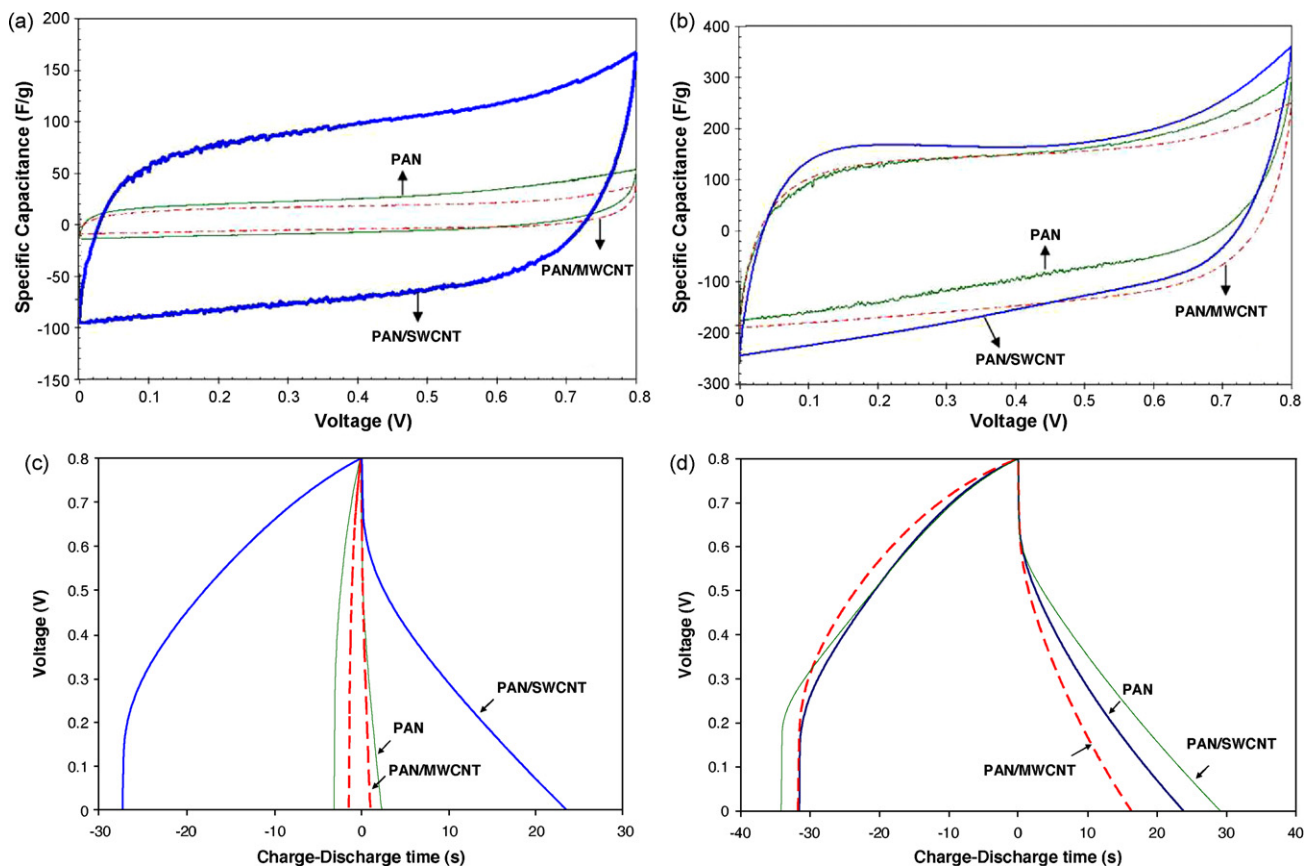 (a)
200
150
100
50
0
-50
-100
-150
Specific Capacitance (F/g)
PAN
PAN/MWCNT
PAN/SWCNT
0 0.1 0.2 0.3 0.4 0.5 0.6 0.7 0.8
Voltage (V)
(b)
500
400
300
200
100
0
-100
-200
-300
Specific Capacitance (F/g)
PAN
PAN/MWCNT
PAN/SWCNT
0 0.1 0.2 0.3 0.4 0.5 0.6 0.7 0.8
Voltage (V)
(c)
0.8
0.7
0.6
0.5
0.4
0.3
0.2
0.1
0
Voltage (V)
PAN/SWCNT
PAN
PAN/MWCNT
-30 -20 -10 0 10 20 30
Charge-Discharge time (s)
(d)
0.8
0.7
0.6
0.5
0.4
0.3
0.2
0.1
0
Voltage (V)
PAN
PAN/SWCNT
PAN/MWCNT
-40 -30 -20 -10 0 10 20 30 40
Charge-Discharge time (s)